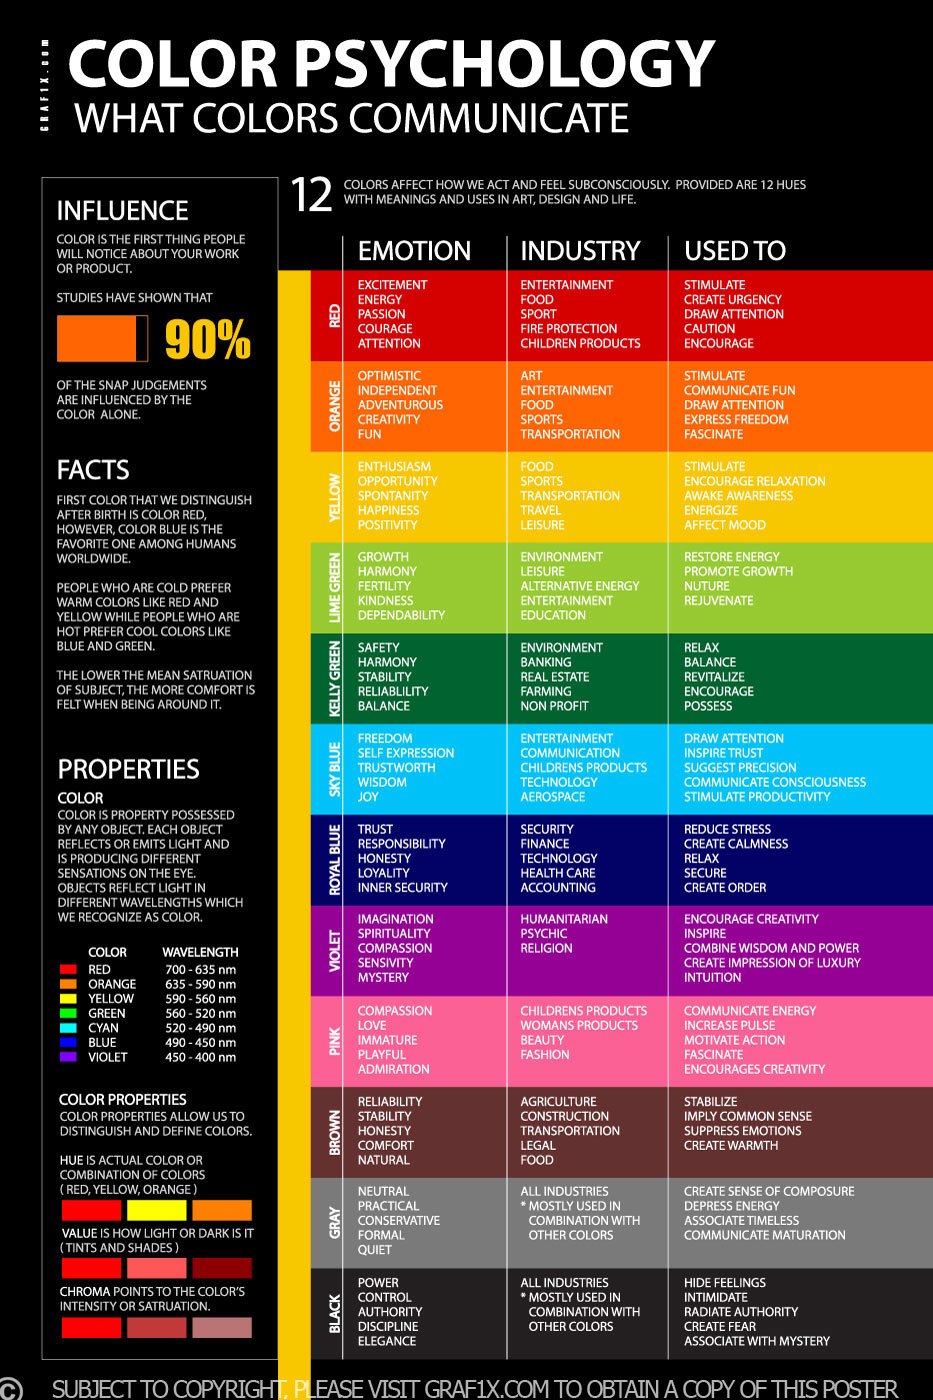 GRAF1X.com
COLOR PSYCHOLOGY
WHAT COLORS COMMUNICATE
INFLUENCE
COLOR IS THE FIRST THING PEOPLE
WILL NOTICE ABOUT YOUR WORK
OR PRODUCT.
STUDIES HAVE SHOWN THAT
90%
OF THE SNAP JUDGEMENTS
ARE INFLUENCED BY THE
COLOR ALONE.
FACTS
FIRST COLOR THAT WE DISTINGUISH
AFTER BIRTH IS COLOR RED,
HOWEVER, COLOR BLUE IS THE
FAVORITE ONE AMONG HUMANS
WORLDWIDE.
PEOPLE WHO ARE COLD PREFER
WARM COLORS LIKE RED AND
YELLOW WHILE PEOPLE WHO ARE
HOT PREFER COOL COLORS LIKE
BLUE AND GREEN.
THE LOWER THE MEAN SATRUATION
OF SUBJECT, THE MORE COMFORT IS
FELT WHEN BEING AROUND IT.
PROPERTIES
COLOR
COLOR IS PROPERTY POSSESSED
BY ANY OBJECT. EACH OBJECT
REFLECTS OR EMITS LIGHT AND
IS PRODUCING DIFFERENT
SENSATIONS ON THE EYE.
OBJECTS REFLECT LIGHT IN
DIFFERENT WAVELENGTHS WHICH
WE RECOGNIZE AS COLOR.
COLOR WAVELENGTH
RED 700 - 635 nm
ORANGE 635 - 590 nm
YELLOW 590 - 560 nm
GREEN 560 - 520 nm
CYAN 520 - 490 nm
BLUE 490 - 450 nm
VIOLET 450 - 400 nm
COLOR PROPERTIES
COLOR PROPERTIES ALLOW US TO
DISTINGUISH AND DEFINE COLORS.
HUE IS ACTUAL COLOR OR
COMBINATION OF COLORS
( RED, YELLOW, ORANGE )
VALUE IS HOW LIGHT OR DARK IS IT
( TINTS AND SHADES )
CHROMA POINTS TO THE COLOR'S
INTENSITY OR SATRUATION.
12
COLORS AFFECT HOW WE ACT AND FEEL SUBCONSCIOUSLY. PROVIDED ARE 12 HUES
WITH MEANINGS AND USES IN ART, DESIGN AND LIFE.
EMOTION INDUSTRY USED TO
RED
EXCITEMENT ENTERTAINMENT STIMULATE
ENERGY FOOD CREATE URGENCY
PASSION SPORT DRAW ATTENTION
COURAGE FIRE PROTECTION CAUTION
ATTENTION CHILDREN PRODUCTS ENCOURAGE
ORANGE
OPTIMISTIC ART STIMULATE
INDEPENDENT ENTERTAINMENT COMMUNICATE FUN
ADVENTUROUS FOOD DRAW ATTENTION
CREATIVITY SPORTS EXPRESS FREEDOM
FUN TRANSPORTATION FASCINATE
YELLOW
ENTHUSIASM FOOD STIMULATE
OPPORTUNITY SPORTS ENCOURAGE RELAXATION
SPONTANITY TRANSPORTATION AWAKE AWARENESS
HAPPINESS TRAVEL ENERGIZE
POSITIVITY LEISURE AFFECT MOOD
LIME GREEN
GROWTH ENVIRONMENT RESTORE ENERGY
HARMONY LEISURE PROMOTE GROWTH
FERTILITY ALTERNATIVE ENERGY NUTURE
KINDNESS ENTERTAINMENT REJUVENATE
DEPENDABILITY EDUCATION
KELLY GREEN
SAFETY ENVIRONMENT RELAX
HARMONY BANKING BALANCE
STABILITY REAL ESTATE REVITALIZE
RELIABLILITY FARMING ENCOURAGE
BALANCE NON PROFIT POSSESS
SKY BLUE
FREEDOM ENTERTAINMENT DRAW ATTENTION
SELF EXPRESSION COMMUNICATION INSPIRE TRUST
TRUSTWORTH CHILDRENS PRODUCTS SUGGEST PRECISION
WISDOM TECHNOLOGY COMMUNICATE CONSCIOUSNESS
JOY AEROSPACE STIMULATE PRODUCTIVITY
ROYAL BLUE
TRUST SECURITY REDUCE STRESS
RESPONSIBILITY FINANCE CREATE CALMNESS
HONESTY TECHNOLOGY RELAX
LOYALITY HEALTH CARE SECURE
INNER SECURITY ACCOUNTING CREATE ORDER
VIOLET
IMAGINATION HUMANITARIAN ENCOURAGE CREATIVITY
SPIRITUALITY PSYCHIC INSPIRE
COMPASSION RELIGION COMBINE WISDOM AND POWER
SENSIVITY CREATE IMPRESSION OF LUXURY
MYSTERY INTUITION
PINK
COMPASSION CHILDRENS PRODUCTS COMMUNICATE ENERGY
LOVE WOMANS PRODUCTS INCREASE PULSE
IMMATURE BEAUTY MOTIVATE ACTION
PLAYFUL FASHION FASCINATE
ADMIRATION ENCOURAGES CREATIVITY
BROWN
RELIABILITY AGRICULTURE STABILIZE
STABILITY CONSTRUCTION IMPLY COMMON SENSE
HONESTY TRANSPORTATION SUPPRESS EMOTIONS
COMFORT LEGAL CREATE WARMTH
NATURAL FOOD
GRAY
NEUTRAL ALL INDUSTRIES CREATE SENSE OF COMPOSURE
PRACTICAL * MOSTLY USED IN DEPRESS ENERGY
CONSERVATIVE COMBINATION WITH ASSOCIATE TIMELESS
FORMAL OTHER COLORS COMMUNICATE MATURATION
QUIET
BLACK
POWER ALL INDUSTRIES HIDE FEELINGS
CONTROL * MOSTLY USED IN INTIMIDATE
AUTHORITY COMBINATION WITH RADIATE AUTHORITY
DISCIPLINE OTHER COLORS CREATE FEAR
ELEGANCE ASSOCIATE WITH MYSTERY
© SUBJECT TO COPYRIGHT, PLEASE VISIT GRAF1X.COM TO OBTAIN A COPY OF THIS POSTER